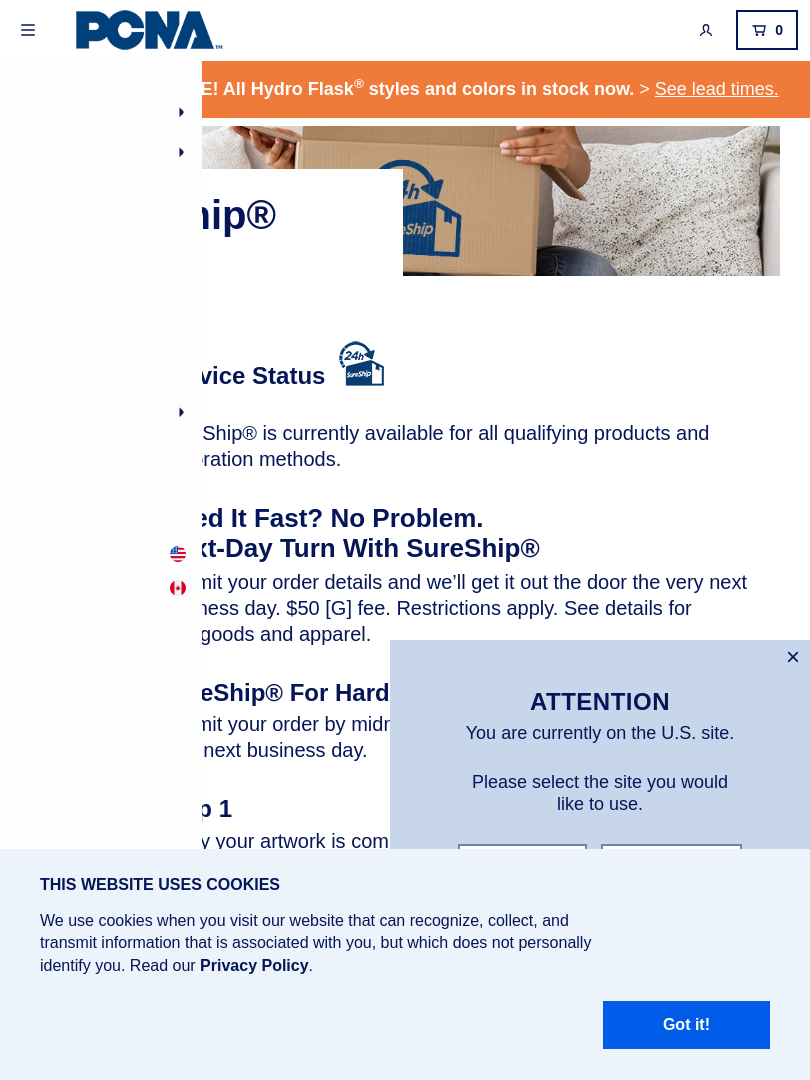 PCNA™
0
E! All Hydro Flask® styles and colors in stock now. > See lead times.
24h
SureShip
hip®
vice Status
24h
SureShip
Ship® is currently available for all qualifying products and
ration methods.
ed It Fast? No Problem.
xt-Day Turn With SureShip®
mit your order details and we’ll get it out the door the very next
ness day. $50 [G] fee. Restrictions apply. See details for
goods and apparel.
eShip® For Hard
mit your order by midn
next business day.
p 1
y your artwork is com
×
ATTENTION
You are currently on the U.S. site.
Please select the site you would
like to use.
THIS WEBSITE USES COOKIES
We use cookies when you visit our website that can recognize, collect, and
transmit information that is associated with you, but which does not personally
identify you. Read our Privacy Policy.
Got it!